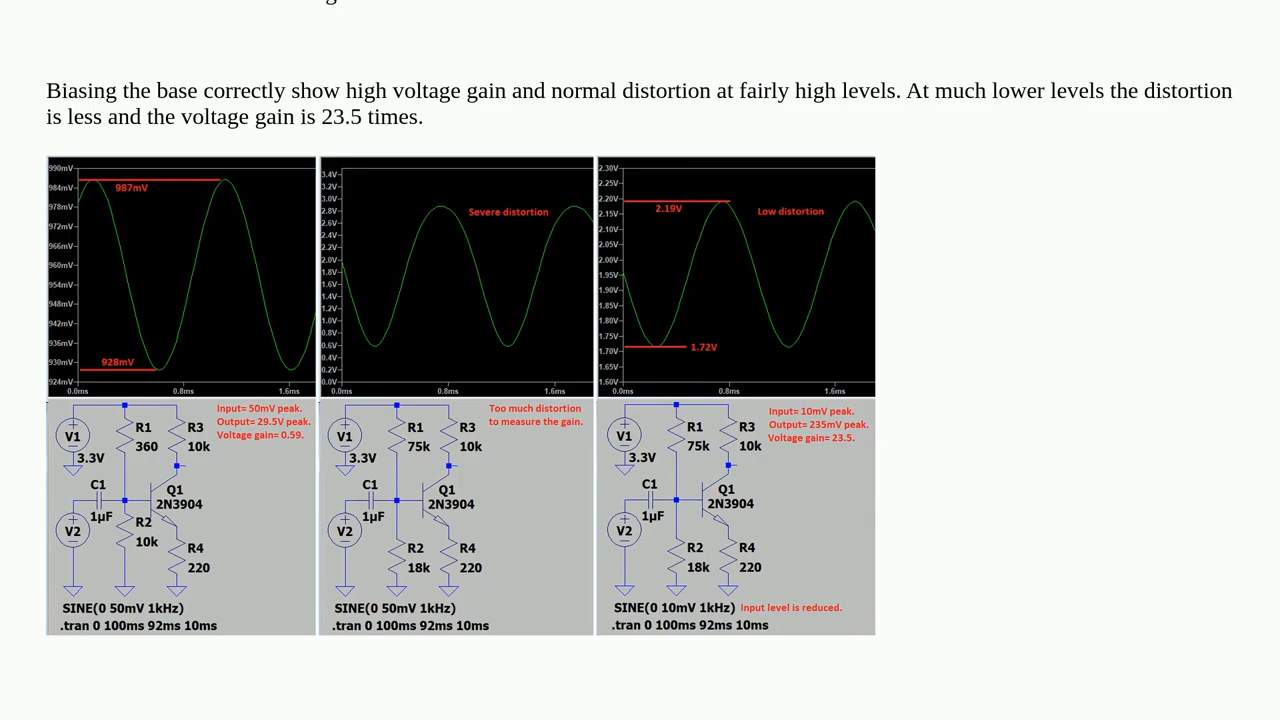 Biasing the base correctly show high voltage gain and normal distortion at fairly high levels. At much lower levels the distortion
is less and the voltage gain is 23.5 times.
990mV
984mV
978mV
972mV
966mV
960mV
954mV
948mV
942mV
936mV
930mV
924mV
987mV
928mV
0.0ms 0.8ms 1.6ms
3.4V
3.2V
3.0V
2.8V
2.6V
2.4V
2.2V
2.0V
1.8V
1.6V
1.4V
1.2V
1.0V
0.8V
0.6V
0.4V
0.2V
0.0V
Severe distortion
0.0ms 0.8ms 1.6ms
2.30V
2.25V
2.20V
2.15V
2.10V
2.05V
2.00V
1.95V
1.90V
1.85V
1.80V
1.75V
1.70V
1.65V
1.60V
2.19V
Low distortion
1.72V
0.0ms 0.8ms 1.6ms
Input= 50mV peak.
Output= 29.5V peak.
Voltage gain= 0.59.
V1
3.3V
R1
360
R3
10k
C1
1µF
Q1
2N3904
V2
R2
10k
R4
220
SINE(0 50mV 1kHz)
.tran 0 100ms 92ms 10ms
Too much distortion
to measure the gain.
V1
3.3V
R1
75k
R3
10k
C1
1µF
Q1
2N3904
V2
R2
18k
R4
220
SINE(0 50mV 1kHz)
.tran 0 100ms 92ms 10ms
Input= 10mV peak.
Output= 235mV peak.
Voltage gain= 23.5.
V1
3.3V
R1
75k
R3
10k
C1
1µF
Q1
2N3904
V2
R2
18k
R4
220
SINE(0 10mV 1kHz) Input level is reduced.
.tran 0 100ms 92ms 10ms